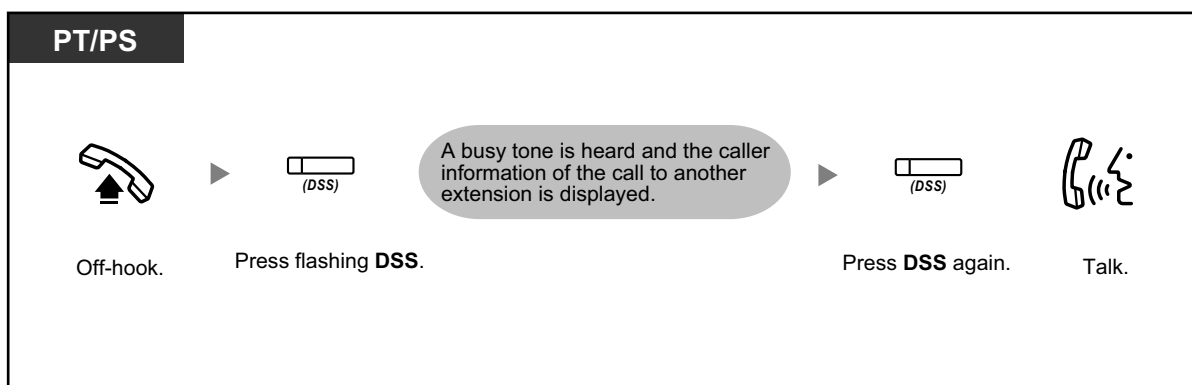 PT/PS
(DSS)
A busy tone is heard and the caller
information of the call to another
extension is displayed.
(DSS)
Off-hook.
Press flashing DSS.
Press DSS again.
Talk.